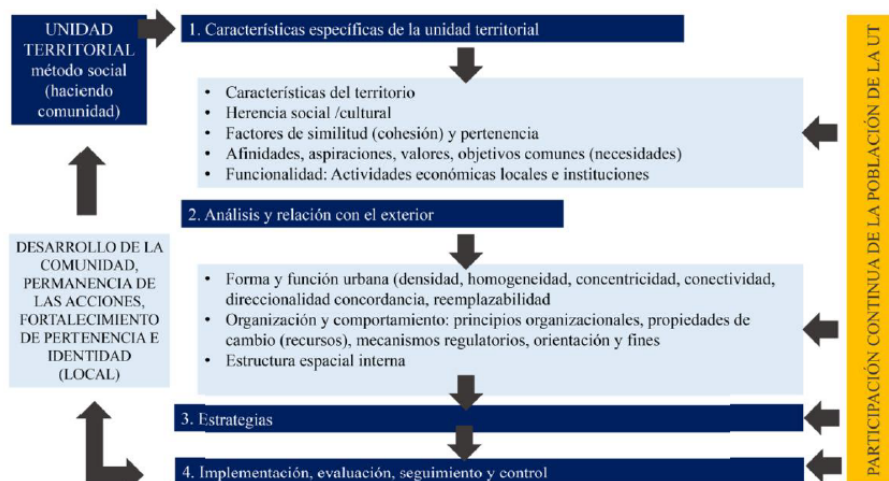 UNIDAD
TERRITORIAL
método social
(haciendo
comunidad)
1. Características específicas de la unidad territorial
• Características del territorio
• Herencia social /cultural
• Factores de similitud (cohesión) y pertenencia
• Afinidades, aspiraciones, valores, objetivos comunes (necesidades)
• Funcionalidad: Actividades económicas locales e instituciones
2. Análisis y relación con el exterior
DESARROLLO DE LA
COMUNIDAD,
PERMANENCIA DE
LAS ACCIONES,
FORTALECIMIENTO
DE PERTENENCIA E
IDENTIDAD
(LOCAL)
• Forma y función urbana (densidad, homogeneidad, concentricidad, conectividad,
direccionalidad concordancia, reemplazabilidad
• Organización y comportamiento: principios organizacionales, propiedades de
cambio (recursos), mecanismos regulatorios, orientación y fines
• Estructura espacial interna
3. Estrategias
4. Implementación, evaluación, seguimiento y control
PARTICIPACIÓN CONTINUA DE LA POBLACIÓN DE LA UT